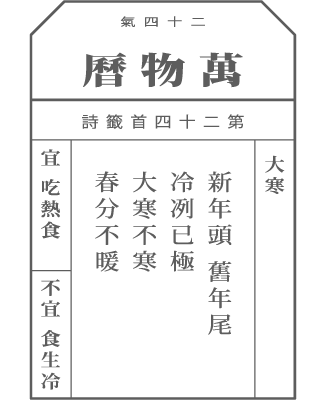 二十四氣
萬物曆
第二十四首籤詩
大寒
新年頭 舊年尾
冷冽已極
大寒不寒
春分不暖
宜 吃熱食
不宜 食生冷